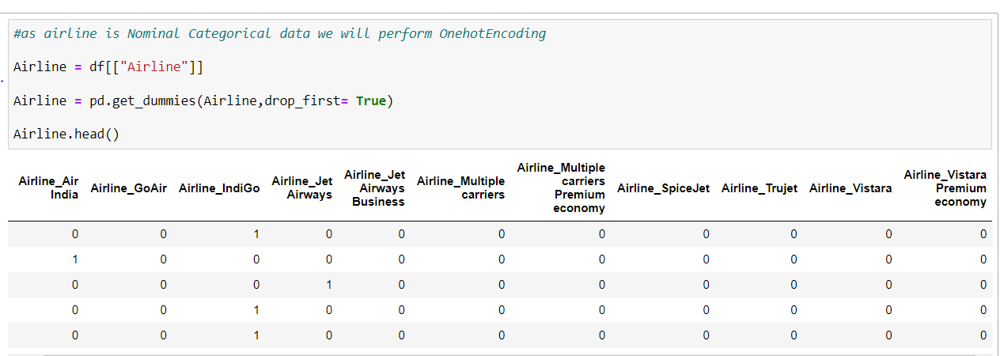 #as airline is Nominal Categorical data we will perform OnehotEncoding
Airline = df[["Airline"]]
Airline = pd.get_dummies(Airline,drop_first= True)
Airline.head()
Airline_Air India Airline_GoAir Airline_IndiGo Airline_Jet Airways Airline_Jet Airways Business Airline_Multiple carriers Airline_Multiple carriers Premium economy Airline_SpiceJet Airline_Trujet Airline_Vistara Airline_Vistara Premium economy
0 0 1 0 0 0 0 0 0 0 0
1 0 0 0 0 0 0 0 0 0 0
0 0 0 1 0 0 0 0 0 0 0
0 0 1 0 0 0 0 0 0 0 0
0 0 1 0 0 0 0 0 0 0 0